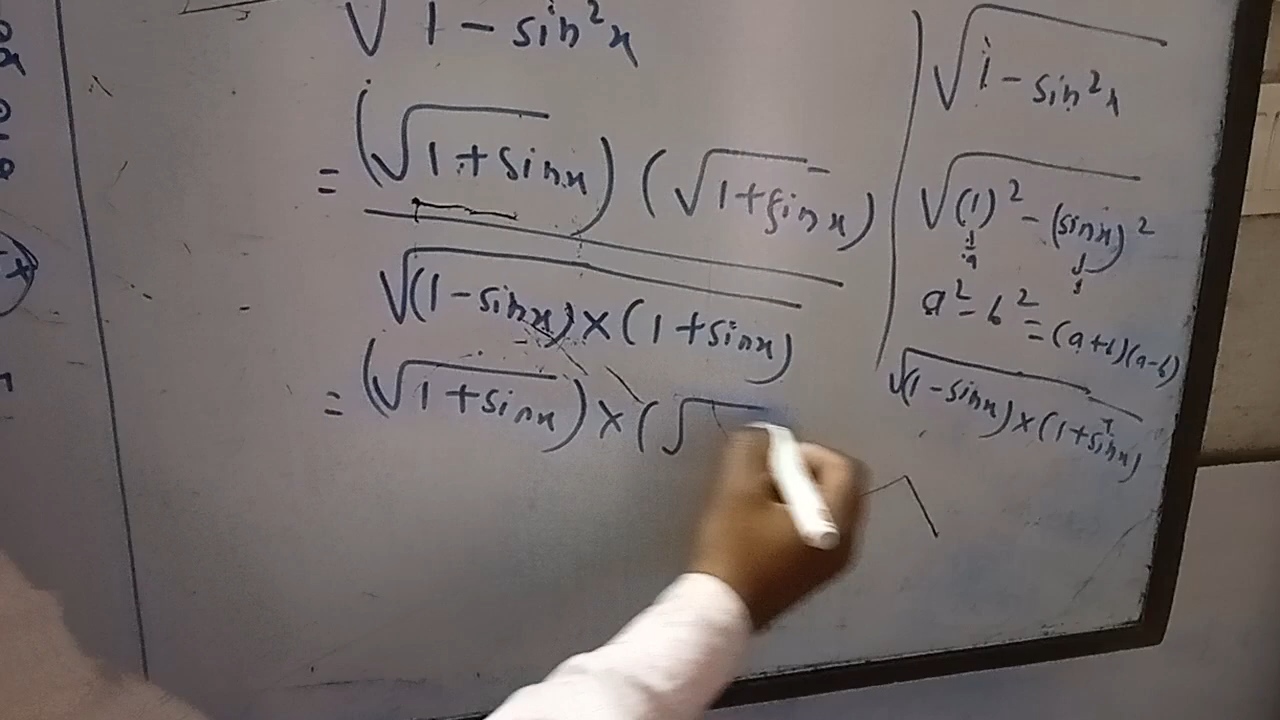 √1 - sin²x
= (√1 + sinx) (√1 + sinx)
√(1 - sinx) × (1 + sinx)
= (√1 + sinx) × (√
√1 - sin²x
√(1)² - (sinx)²
a² - b² = (a+b)(a-b)
√(1 - sinx) × (1 + sinx)